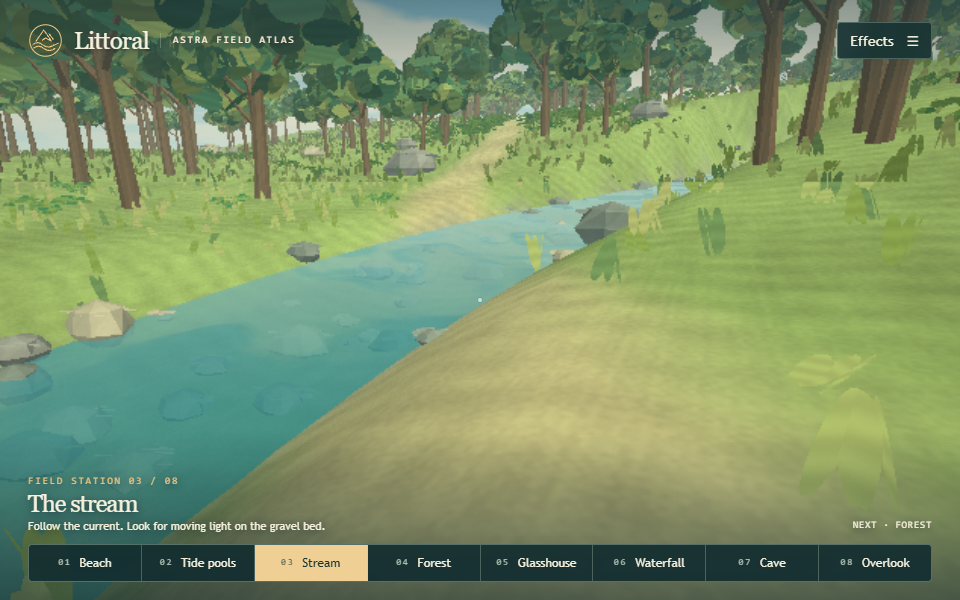 Littoral
ASTRA FIELD ATLAS
Effects
FIELD STATION 03 / 08
The stream
Follow the current. Look for moving light on the gravel bed.
NEXT · FOREST
01 Beach
02 Tide pools
03 Stream
04 Forest
05 Glasshouse
06 Waterfall
07 Cave
08 Overlook